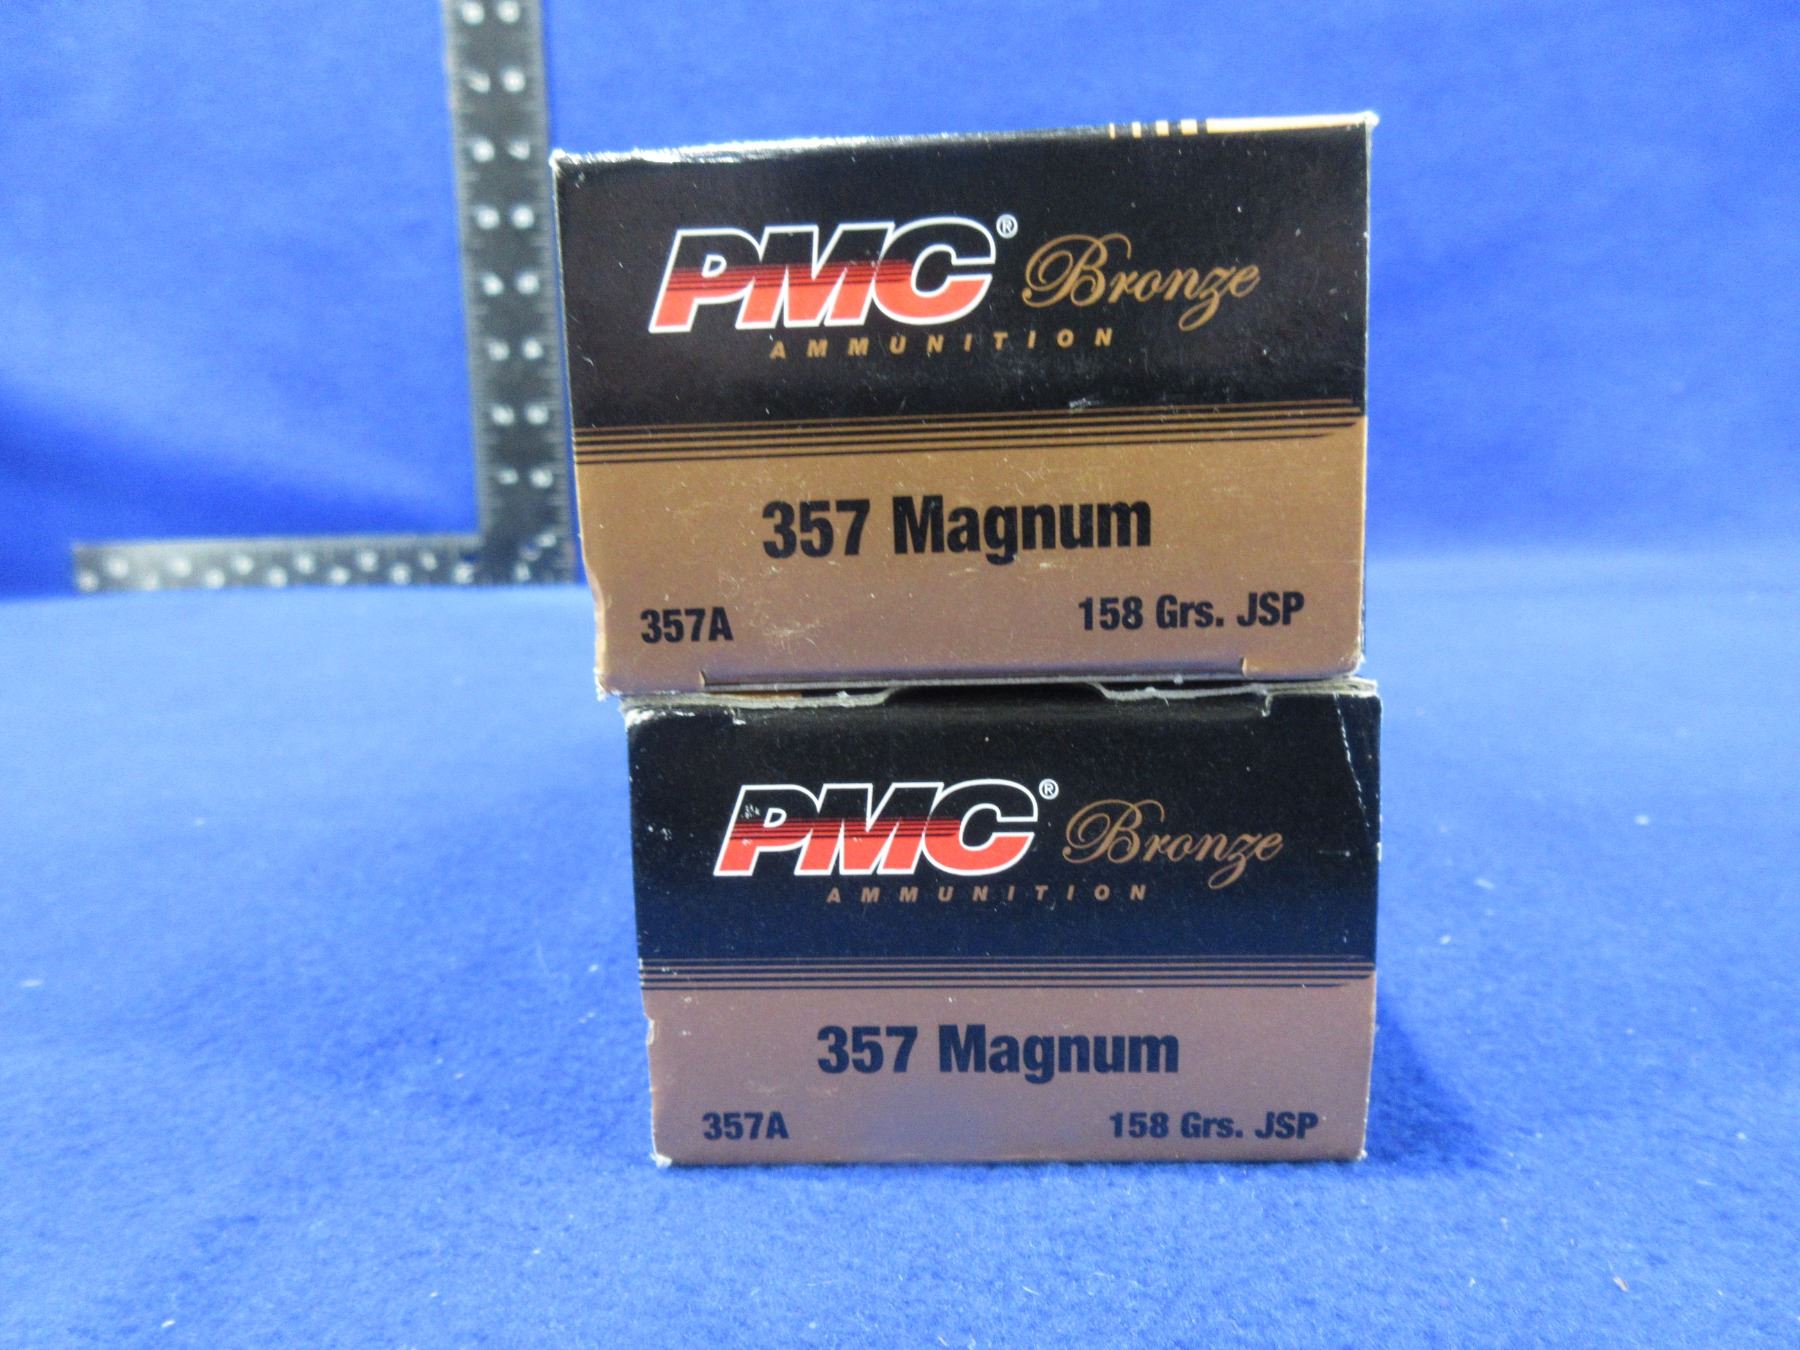 PMC® Bronze
AMMUNITION
357 Magnum
357A 158 Grs. JSP
PMC® Bronze
AMMUNITION
357 Magnum
357A 158 Grs. JSP